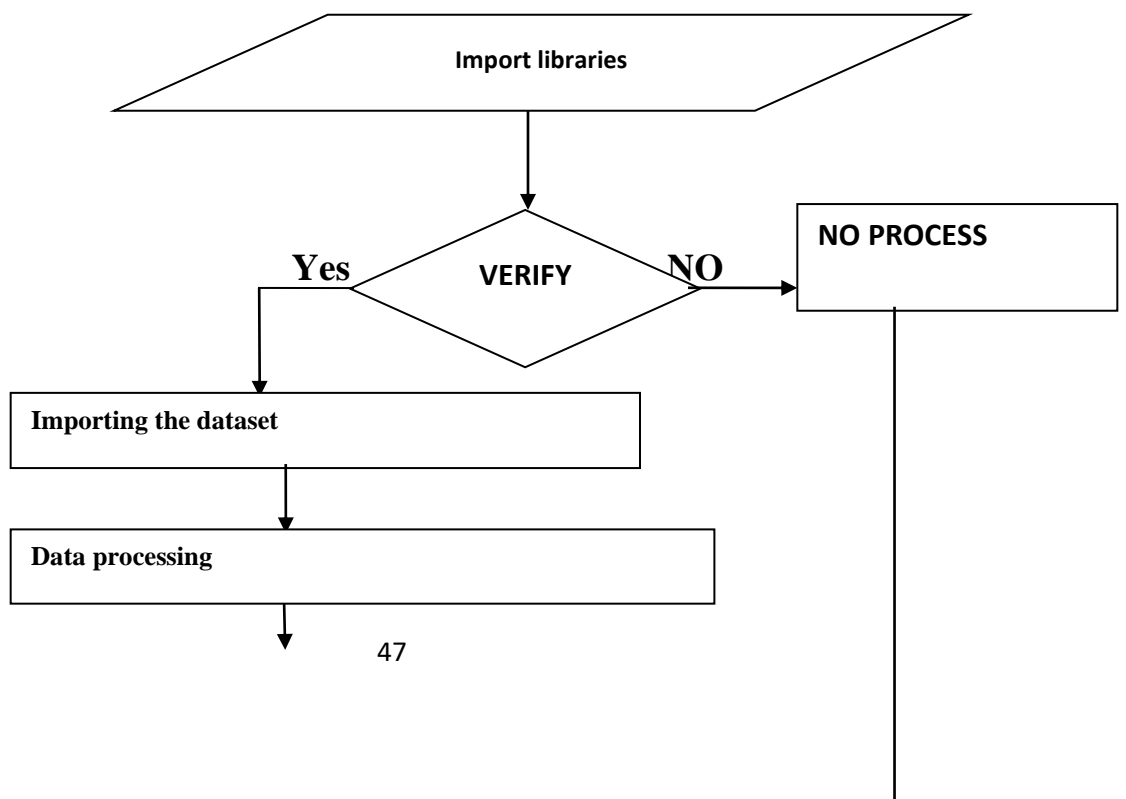 Import libraries
VERIFY
Yes
NO
NO PROCESS
Importing the dataset
Data processing
47